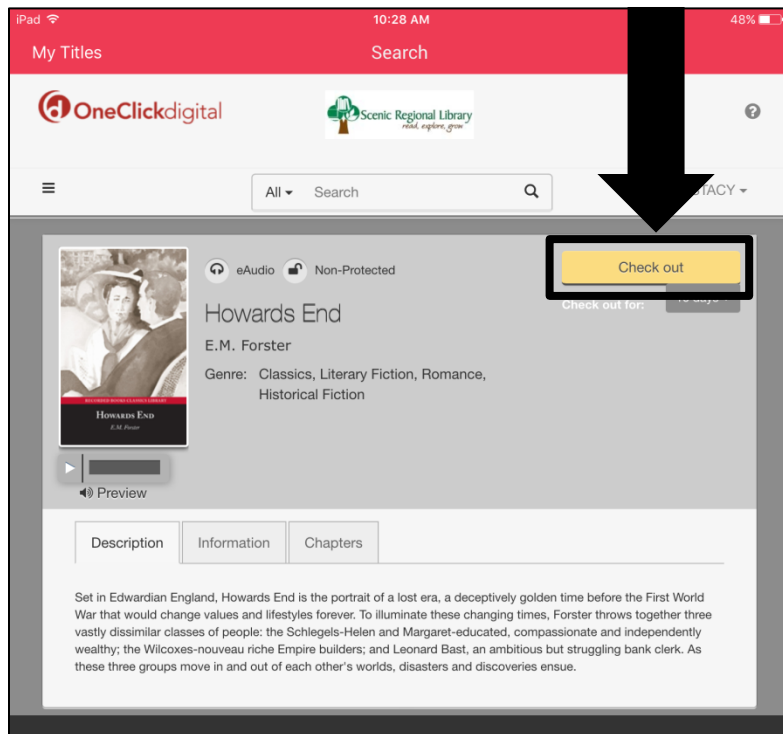 iPad 10:28 AM 48%
My Titles Search
OneClickdigital
Scenic Regional Library
read, explore, grow
?
All Search
TACY
eAudio Non-Protected Check out
Check out for: days
Howards End
E.M. Forster
Genre: Classics, Literary Fiction, Romance,
Historical Fiction
RECORDED BOOKS CLASSICS LIBRARY
HOWARDS END
E.M. Forster
Preview
Description Information Chapters
Set in Edwardian England, Howards End is the portrait of a lost era, a deceptively golden time before the First World
War that would change values and lifestyles forever. To illuminate these changing times, Forster throws together three
vastly dissimilar classes of people: the Schlegels-Helen and Margaret-educated, compassionate and independently
wealthy; the Wilcoxes-nouveau riche Empire builders; and Leonard Bast, an ambitious but struggling bank clerk. As
these three groups move in and out of each other's worlds, disasters and discoveries ensue.